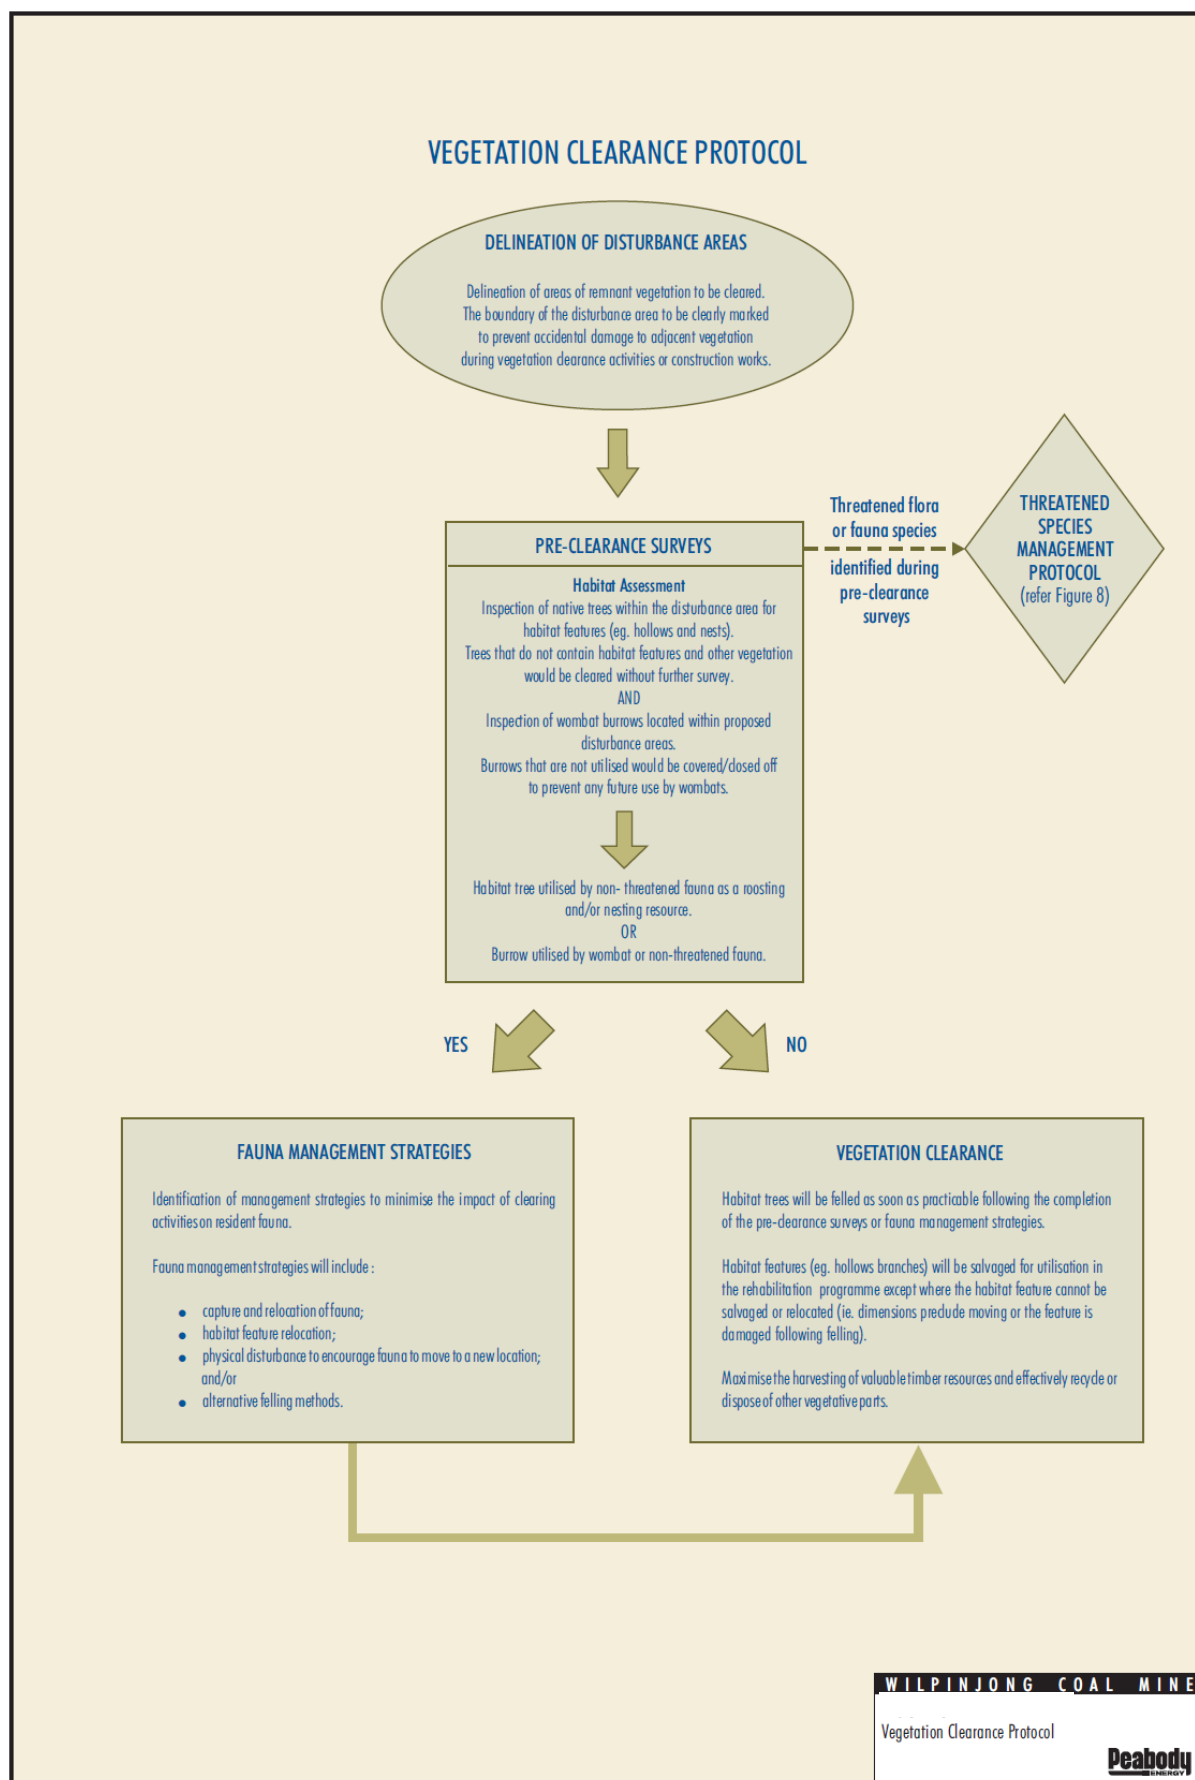 VEGETATION CLEARANCE PROTOCOL
DELINEATION OF DISTURBANCE AREAS
Delineation of areas of remnant vegetation to be cleared.
The boundary of the disturbance area to be clearly marked
to prevent accidental damage to adjacent vegetation
during vegetation clearance activities or construction works.
PRE-CLEARANCE SURVEYS
Habitat Assessment
Inspection of native trees within the disturbance area for
habitat features (eg. hollows and nests).
Trees that do not contain habitat features and other vegetation
would be cleared without further survey.
AND
Inspection of wombat burrows located within proposed
disturbance areas.
Burrows that are not utilised would be covered/closed off
to prevent any future use by wombats.
Habitat tree utilised by non- threatened fauna as a roosting
and/or nesting resource.
OR
Burrow utilised by wombat or non-threatened fauna.
Threatened flora
or fauna species
identified during
pre-clearance
surveys
THREATENED
SPECIES
MANAGEMENT
PROTOCOL
(refer Figure 8)
YES
NO
FAUNA MANAGEMENT STRATEGIES
Identification of management strategies to minimise the impact of clearing
activities on resident fauna.
Fauna management strategies will include :
● capture and relocation of fauna;
● habitat feature relocation;
● physical disturbance to encourage fauna to move to a new location;
and/or
● alternative felling methods.
VEGETATION CLEARANCE
Habitat trees will be felled as soon as practicable following the completion
of the pre-clearance surveys or fauna management strategies.
Habitat features (eg. hollows branches) will be salvaged for utilisation in
the rehabilitation programme except where the habitat feature cannot be
salvaged or relocated (ie. dimensions preclude moving or the feature is
damaged following felling).
Maximise the harvesting of valuable timber resources and effectively recycle or
dispose of other vegetative parts.
WILPINJONG COAL MINE
Vegetation Clearance Protocol
Peabody
ENERGY